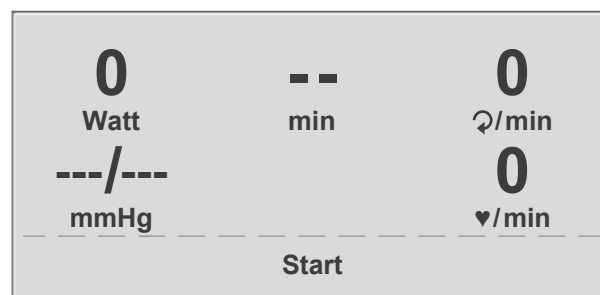 0 -- 0
Watt min ↻/min
---/--- 0
mmHg ♥/min
Start